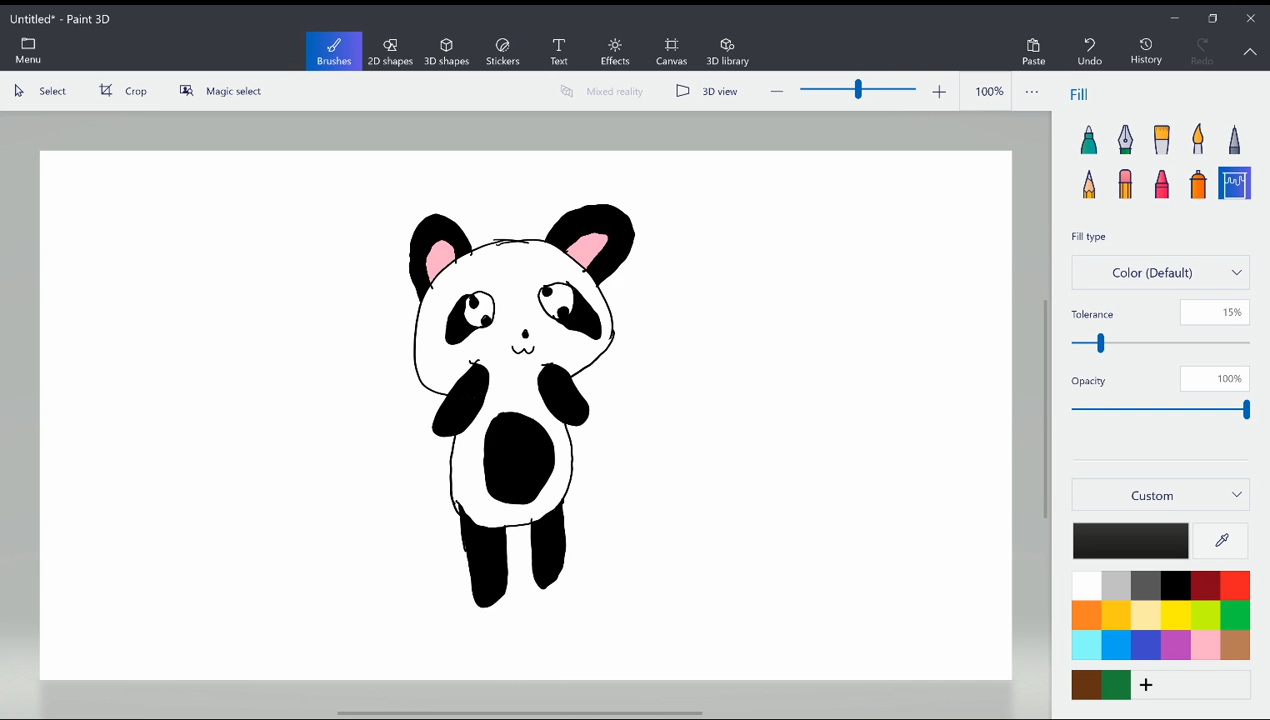 Untitled* - Paint 3D
Menu
Brushes
2D shapes
3D shapes
Stickers
Text
Effects
Canvas
3D library
Paste
Undo
History
Redo
Select
Crop
Magic select
Mixed reality
3D view
100%
Fill
Fill type
Color (Default)
Tolerance
15%
Opacity
100%
Custom